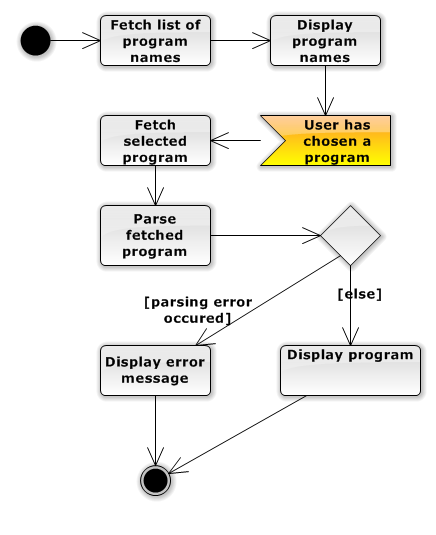 Fetch list of
program
names
Display
program
names
User has
chosen a
program
Fetch
selected
program
Parse
fetched
program
[parsing error
occured]
[else]
Display error
message
Display program